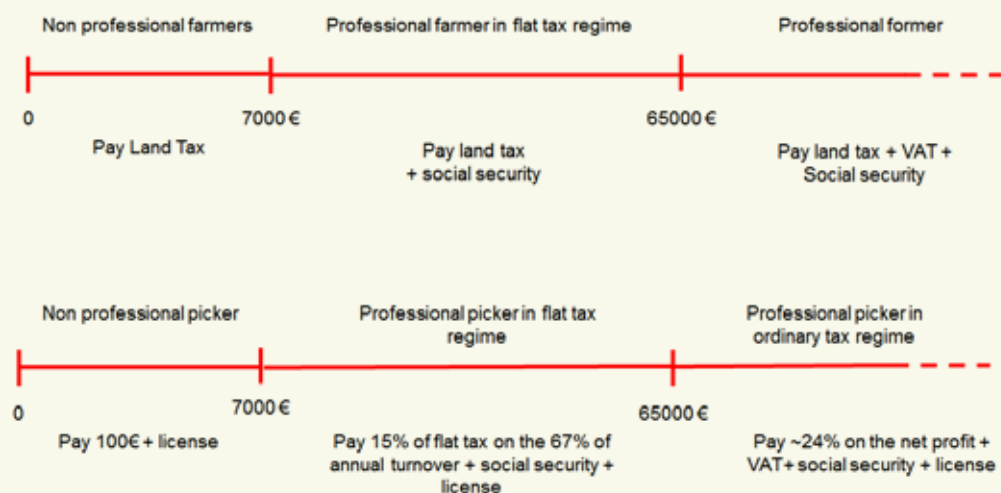 Non professional farmers
Professional farmer in flat tax regime
Professional former
0
7000 €
65000 €
Pay Land Tax
Pay land tax
+ social security
Pay land tax + VAT +
Social security
Non professional picker
Professional picker in flat tax
regime
Professional picker in
ordinary tax regime
0
7000 €
65000 €
Pay 100€ + license
Pay 15% of flat tax on the 67% of
annual turnover + social security +
license
Pay ~24% on the net profit +
VAT+ social security + license